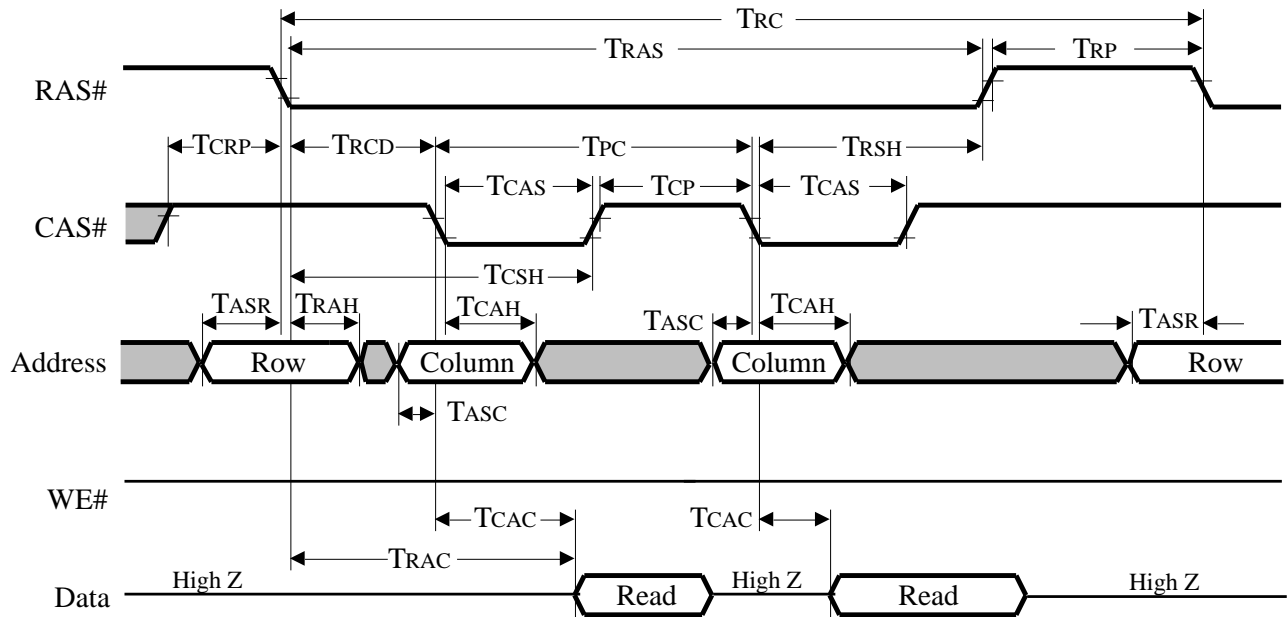 TRC
TRAS TRP
RAS#
TCRP TRCD TPC TRSH
TCAS TCP TCAS
CAS#
TCSH
TASR TRAH TCAH TASC TCAH TASR
Address Row Column Column Row
TASC
WE#
TCAC TCAC
TRAC
High Z High Z High Z
Data Read Read